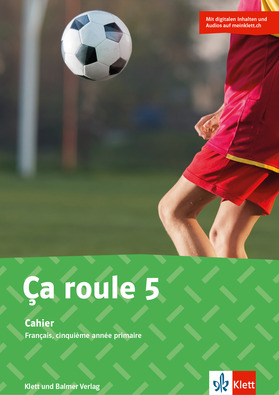 Mit digitalen Inhalten und
Audios auf meinklett.ch
Ça roule 5
Cahier
Français, cinquième année primaire
Klett und Balmer Verlag
Klett